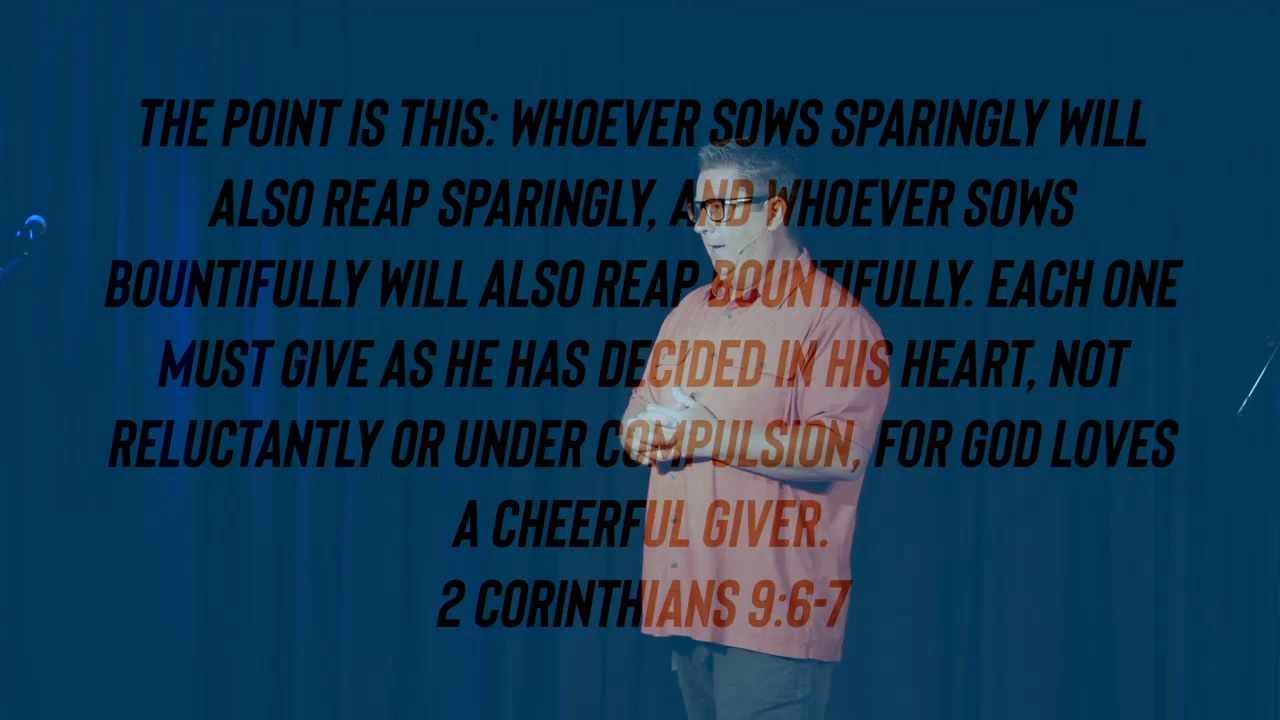 THE POINT IS THIS: WHOEVER SOWS SPARINGLY WILL
ALSO REAP SPARINGLY, AND WHOEVER SOWS
BOUNTIFULLY WILL ALSO REAP BOUNTIFULLY. EACH ONE
MUST GIVE AS HE HAS DECIDED IN HIS HEART, NOT
RELUCTANTLY OR UNDER COMPULSION, FOR GOD LOVES
A CHEERFUL GIVER.
2 CORINTHIANS 9:6-7